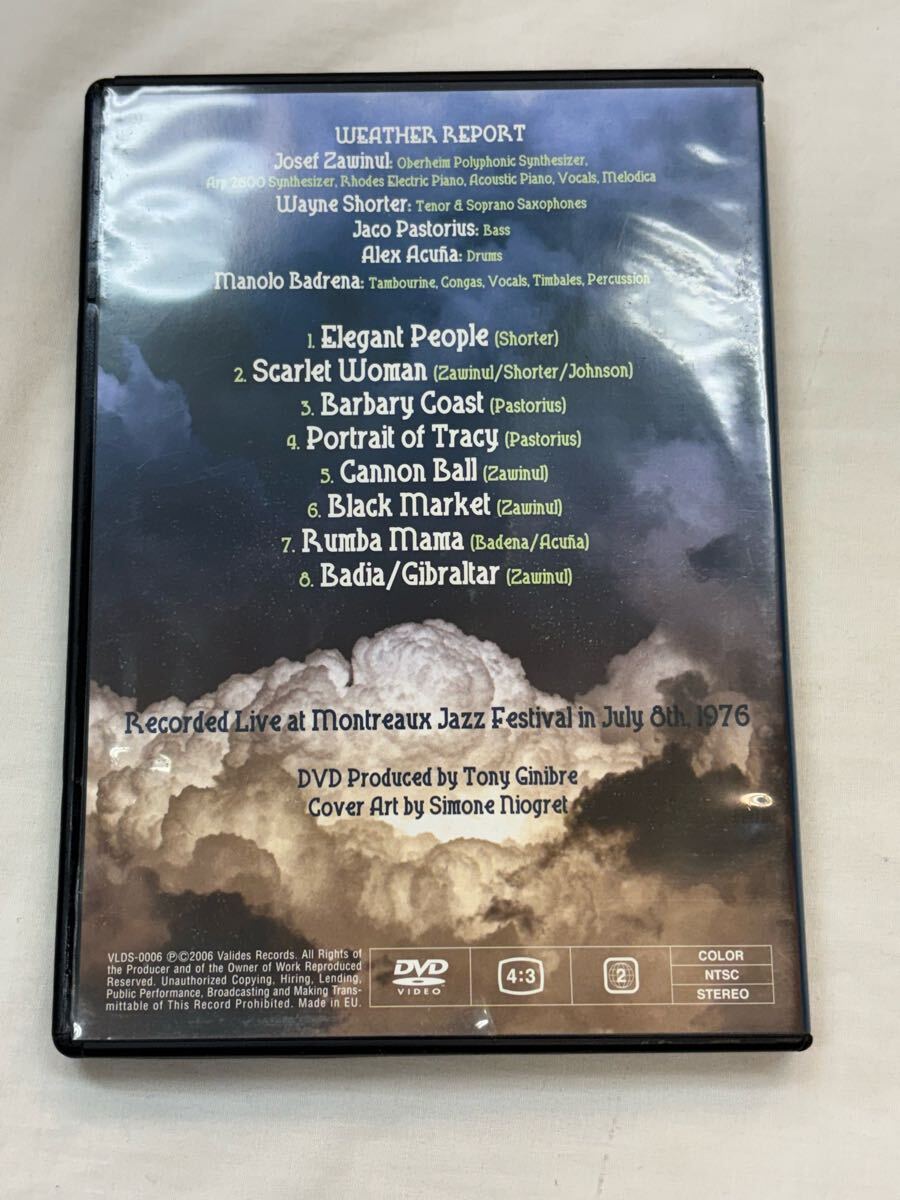 WEATHER REPORT
Josef Zawinul: Oberheim Polyphonic Synthesizer,
Arp 2600 Synthesizer, Rhodes Electric Piano, Acoustic Piano, Vocals, Melodica
Wayne Shorter: Tenor & Soprano Saxophones
Jaco Pastorius: Bass
Alex Acuña: Drums
Manolo Badrena: Tambourine, Congas, Vocals, Timbales, Percussion
1. Elegant People (Shorter)
2. Scarlet Woman (Zawinul/Shorter/Johnson)
3. Barbary Coast (Pastorius)
4. Portrait of Tracy (Pastorius)
5. Cannon Ball (Zawinul)
6. Black Market (Zawinul)
7. Rumba Mama (Badena/Acuña)
8. Badia/Gibraltar (Zawinul)
Recorded Live at Montreaux Jazz Festival in July 8th, 1976
DVD Produced by Tony Ginibre
Cover Art by Simone Niogret
VLDS-0006 ℗©2006 Valides Records. All Rights of
the Producer and of the Owner of Work Reproduced
Reserved. Unauthorized Copying, Hiring, Lending,
Public Performance, Broadcasting and Making Trans-
mittable of This Record Prohibited. Made in EU.
DVD
VIDEO
4:3
2
COLOR
NTSC
STEREO